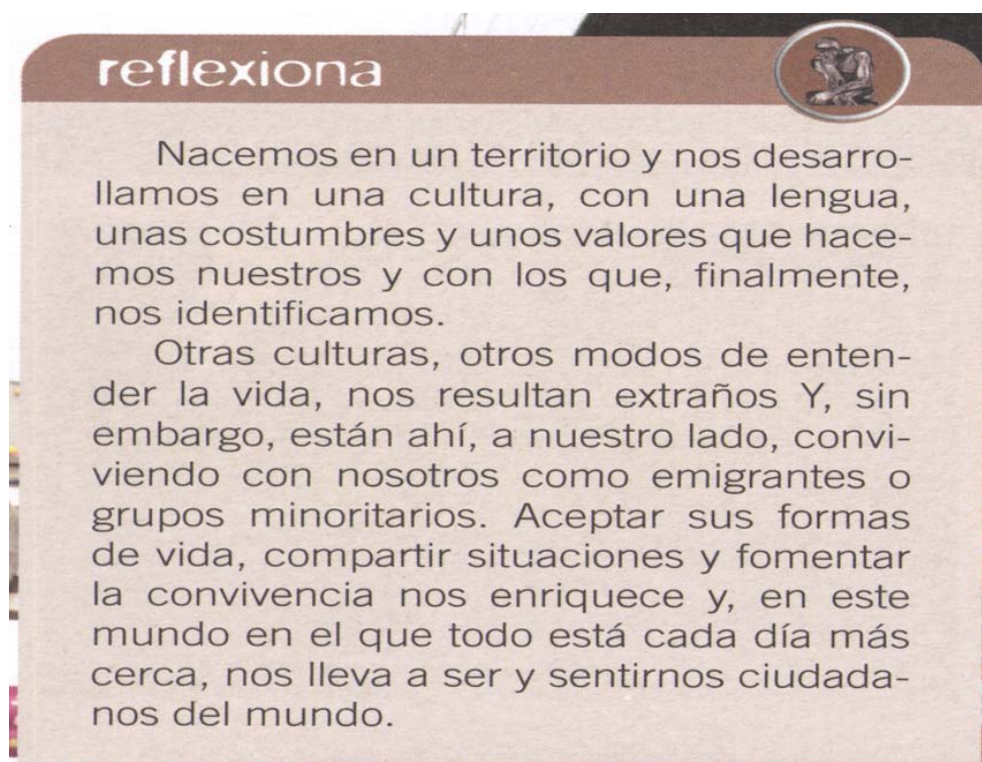 reflexiona
Nacemos en un territorio y nos desarro-
llamos en una cultura, con una lengua,
unas costumbres y unos valores que hace-
mos nuestros y con los que, finalmente,
nos identificamos.
Otras culturas, otros modos de enten-
der la vida, nos resultan extraños Y, sin
embargo, están ahí, a nuestro lado, convi-
viendo con nosotros como emigrantes o
grupos minoritarios. Aceptar sus formas
de vida, compartir situaciones y fomentar
la convivencia nos enriquece y, en este
mundo en el que todo está cada día más
cerca, nos lleva a ser y sentirnos ciudada-
nos del mundo.